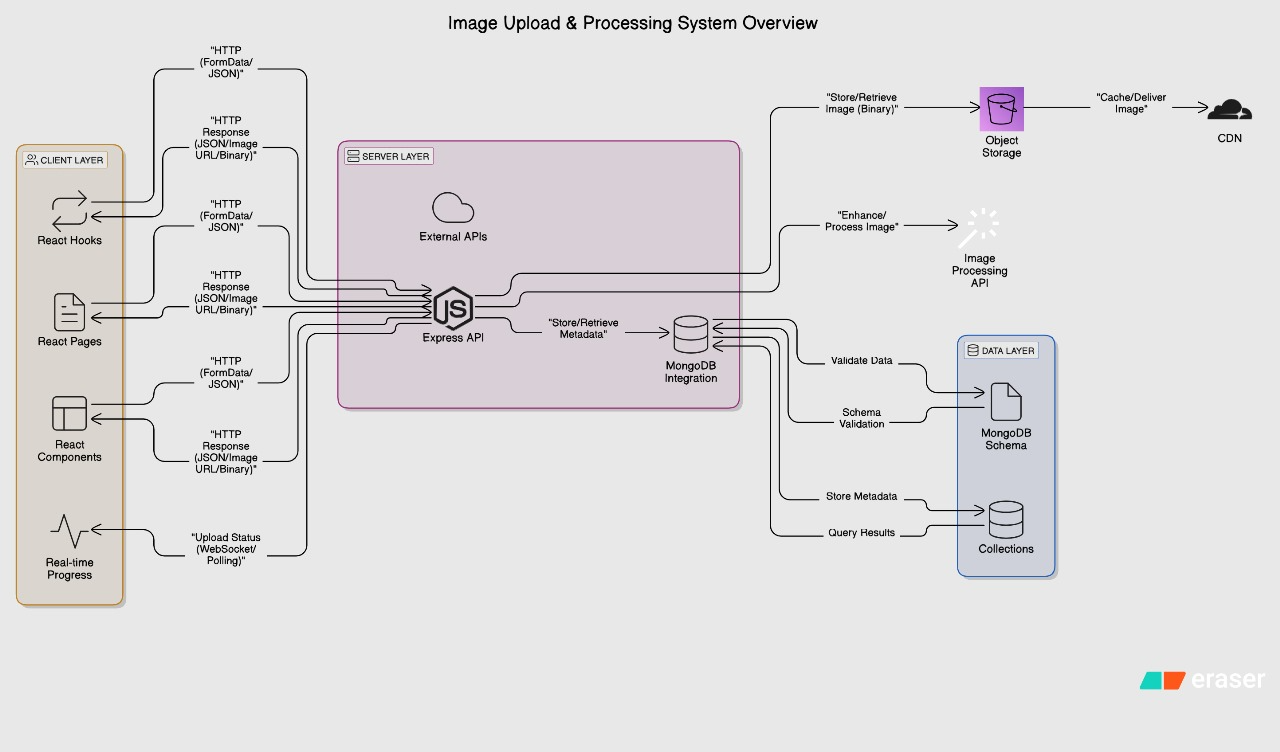 Image Upload & Processing System Overview
"HTTP
(FormData/
JSON)"
"HTTP
Response
(JSON/Image
URL/Binary)"
"HTTP
(FormData/
JSON)"
"HTTP
Response
(JSON/Image
URL/Binary)"
"HTTP
(FormData/
JSON)"
"HTTP
Response
(JSON/Image
URL/Binary)"
"Upload Status
(WebSocket/
Polling)"
CLIENT LAYER
React Hooks
React Pages
React
Components
Real-time
Progress
SERVER LAYER
External APIs
JS
Express API
"Store/Retrieve
Metadata"
MongoDB
Integration
"Store/Retrieve
Image (Binary)"
Object
Storage
"Cache/Deliver
Image"
CDN
"Enhance/
Process Image"
Image
Processing
API
Validate Data
Schema
Validation
Store Metadata
Query Results
DATA LAYER
MongoDB
Schema
Collections
eraser